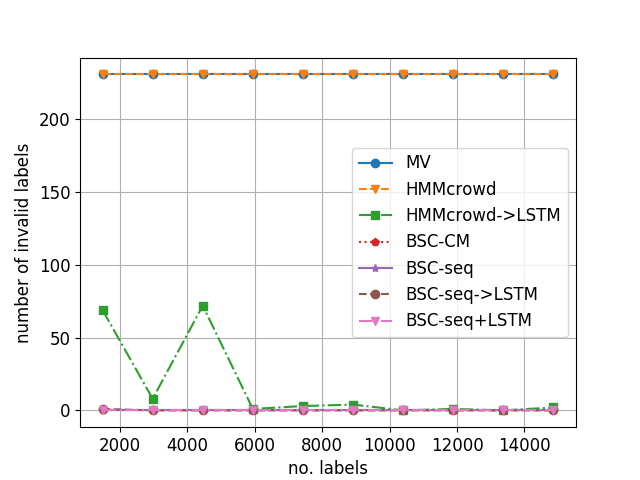 number of invalid labels
200
150
100
50
0
MV
HMMcrowd
HMMcrowd->LSTM
BSC-CM
BSC-seq
BSC-seq->LSTM
BSC-seq+LSTM
2000 4000 6000 8000 10000 12000 14000
no. labels